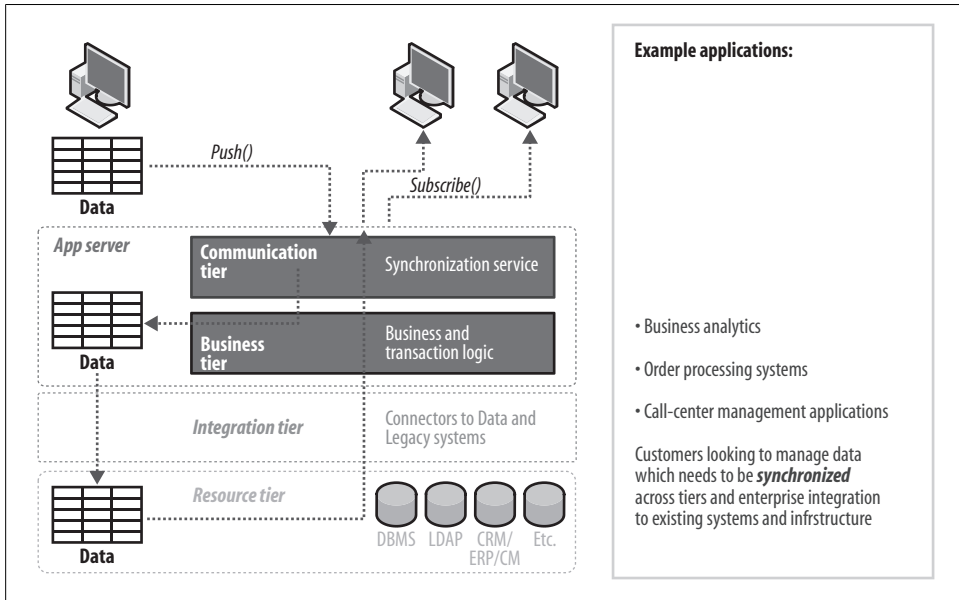 Push()
Subscribe()
Data
App server
Communication
tier
Synchronization service
Data
Business
tier
Business and
transaction logic
Integration tier
Connectors to Data and
Legacy systems
Resource tier
Data
DBMS
LDAP
CRM/
ERP/CM
Etc.
Example applications:
• Business analytics
• Order processing systems
• Call-center management applications
Customers looking to manage data
which needs to be synchronized
across tiers and enterprise integration
to existing systems and infrstructure